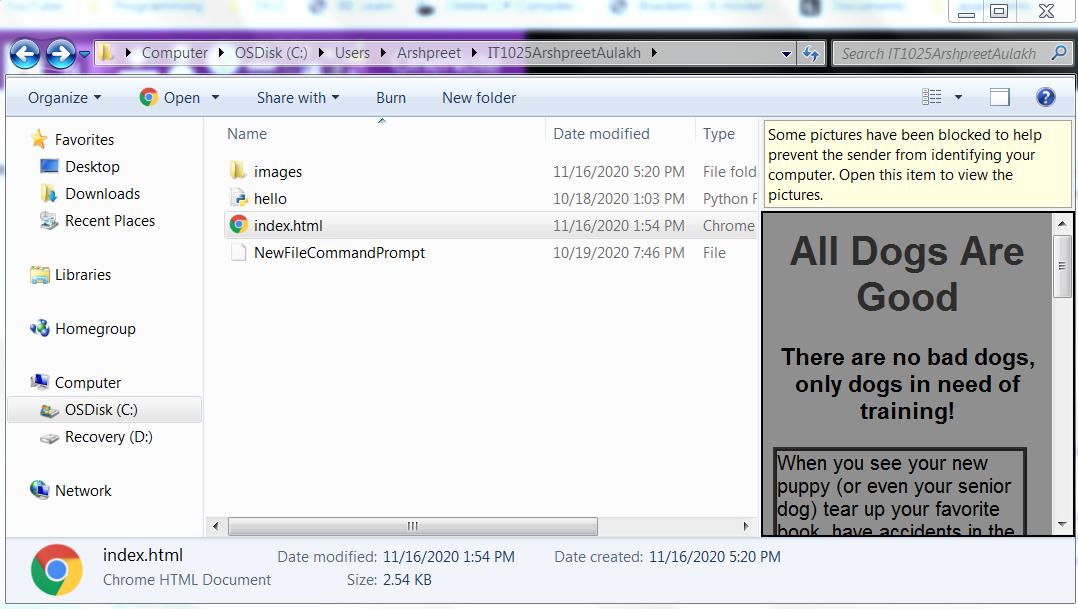 Computer OSDisk (C:) Users Arshpreet IT1025ArshpreetAulakh
Search IT1025ArshpreetAulakh
Organize Open Share with Burn New folder
Favorites
Desktop
Downloads
Recent Places
Libraries
Homegroup
Computer
OSDisk (C:)
Recovery (D:)
Network
Name Date modified Type
images 11/16/2020 5:20 PM File fold
hello 10/18/2020 1:03 PM Python F
index.html 11/16/2020 1:54 PM Chrome
NewFileCommandPrompt 10/19/2020 7:46 PM File
Some pictures have been blocked to help
prevent the sender from identifying your
computer. Open this item to view the
pictures.
All Dogs Are
Good
There are no bad dogs,
only dogs in need of
training!
When you see your new
puppy (or even your senior
dog) tear up your favorite
book, have accidents in the
index.html Date modified: 11/16/2020 1:54 PM Date created: 11/16/2020 5:20 PM
Chrome HTML Document Size: 2.54 KB